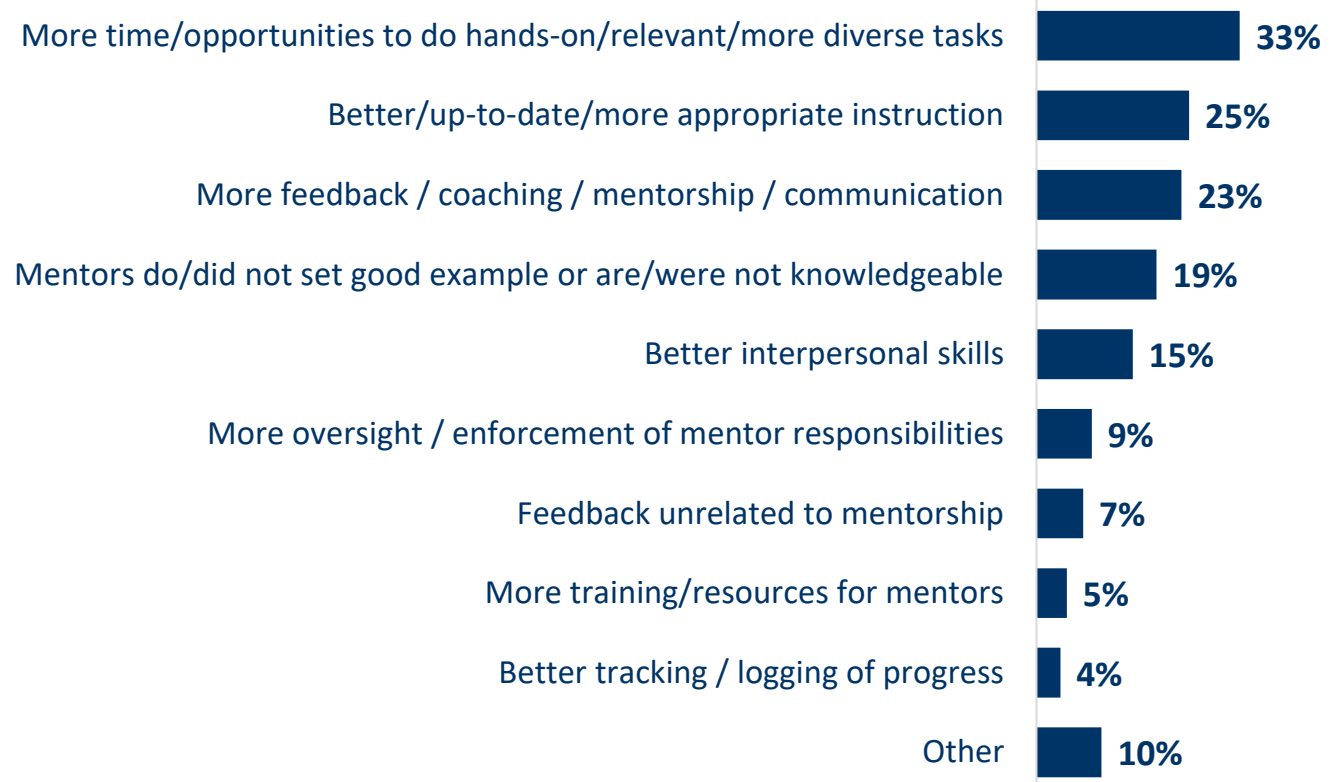 More time/opportunities to do hands-on/relevant/more diverse tasks 33%
Better/up-to-date/more appropriate instruction 25%
More feedback / coaching / mentorship / communication 23%
Mentors do/did not set good example or are/were not knowledgeable 19%
Better interpersonal skills 15%
More oversight / enforcement of mentor responsibilities 9%
Feedback unrelated to mentorship 7%
More training/resources for mentors 5%
Better tracking / logging of progress 4%
Other 10%